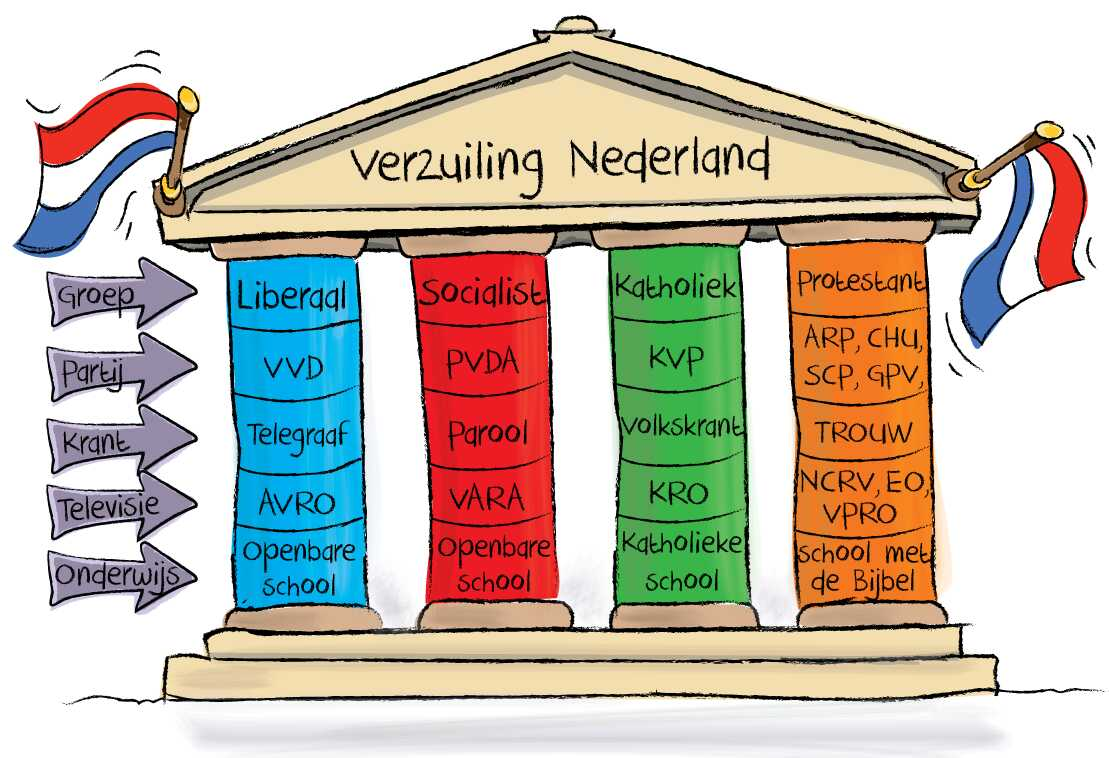 Verzuiling Nederland
Groep
Liberaal
Socialist
Katholiek
Protestant
Partij
VVD
PVDA
KVP
ARP, CHU,
SCP, GPV,
Krant
Telegraaf
Parool
Volkskrant
TROUW
Televisie
AVRO
VARA
KRO
NCRV, EO,
VPRO
Onderwijs
Openbare
school
Openbare
school
Katholieke
school
school met
de Bijbel